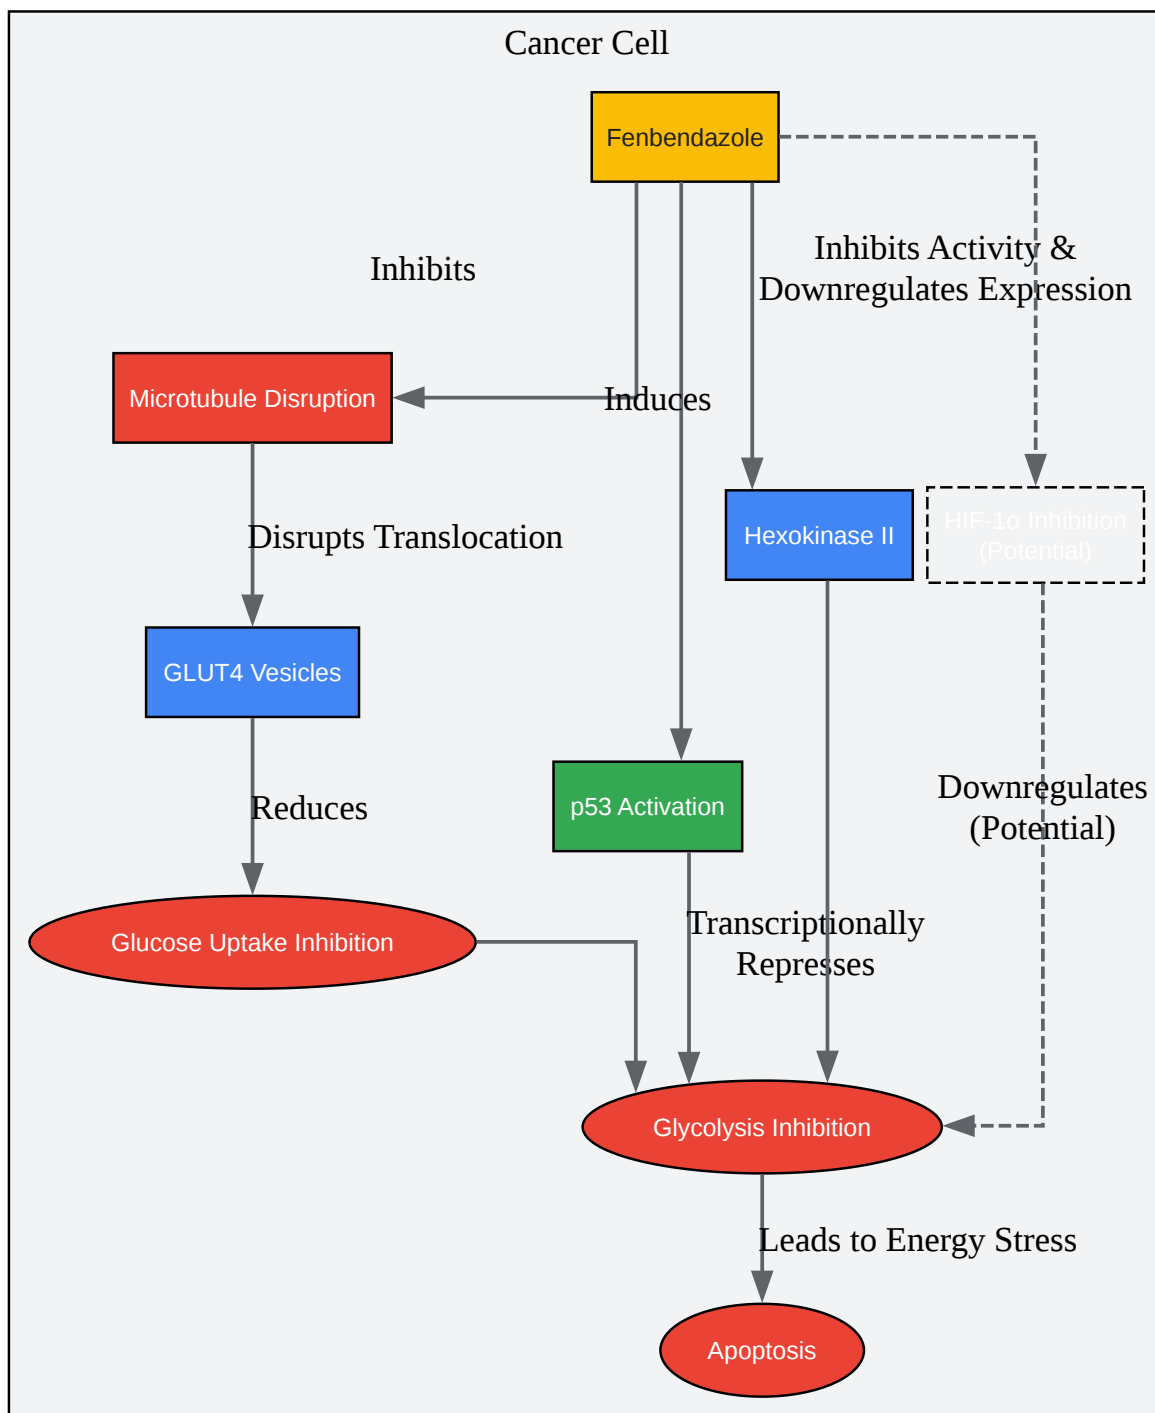 Cancer Cell
Fenbendazole
Inhibits Activity &
Downregulates Expression
Inhibits
Microtubule Disruption
Induces
Disrupts Translocation
Hexokinase II
HIF-1α Inhibition
(Potential)
GLUT4 Vesicles
Reduces
p53 Activation
Downregulates
(Potential)
Glucose Uptake Inhibition
Transcriptionally
Represses
Glycolysis Inhibition
Leads to Energy Stress
Apoptosis